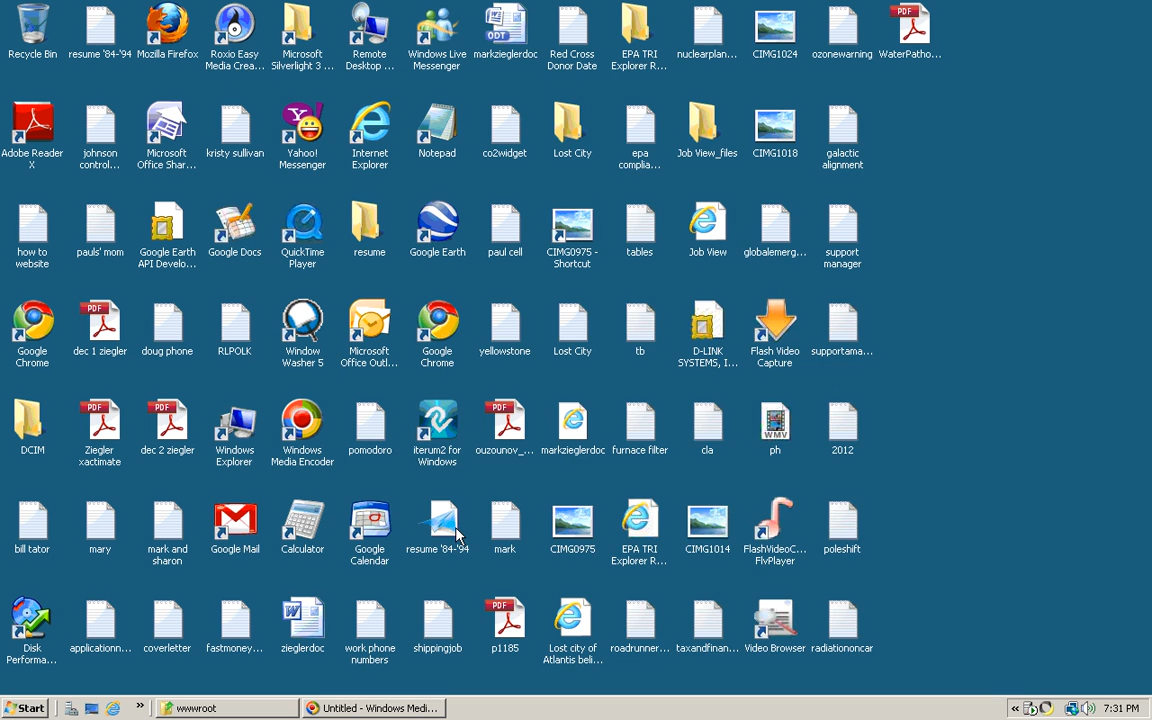 Recycle Bin
resume '84-'94
Mozilla Firefox
Roxio Easy
Media Crea...
Microsoft
Silverlight 3 ...
Remote
Desktop ...
Windows Live
Messenger
markzieglerdoc
Red Cross
Donor Date
EPA TRI
Explorer R...
nuclearplan...
CIMG1024
ozonewarning
WaterPatho...
Adobe Reader
X
johnson
control...
Microsoft
Office Shar...
kristy sullivan
Yahoo!
Messenger
Internet
Explorer
Notepad
co2widget
Lost City
epa
complia...
Job View_files
CIMG1018
galactic
alignment
how to
website
pauls' mom
Google Earth
API Develo...
Google Docs
QuickTime
Player
resume
Google Earth
paul cell
CIMG0975 -
Shortcut
tables
Job View
globalemerg...
support
manager
Google
Chrome
dec 1 ziegler
doug phone
RLPOLK
Window
Washer 5
Microsoft
Office Outl...
Google
Chrome
yellowstone
Lost City
tb
D-LINK
SYSTEMS, I...
Flash Video
Capture
supportama...
DCIM
Ziegler
xactimate
dec 2 ziegler
Windows
Explorer
Windows
Media Encoder
pomodoro
iterum2 for
Windows
ouzounov_...
markzieglerdoc
furnace filter
cla
ph
2012
bill tator
mary
mark and
sharon
Google Mail
Calculator
Google
Calendar
resume '84-'94
mark
CIMG0975
EPA TRI
Explorer R...
CIMG1014
FlashVideoC...
FlvPlayer
poleshift
Disk
Performa...
applicationn...
coverletter
fastmoney...
zieglerdoc
work phone
numbers
shippingjob
p1185
Lost city of
Atlantis beli...
roadrunner...
taxandfinan...
Video Browser
radiationoncar
Start
»
wwwroot
Untitled - Windows Medi...
«
7:31 PM